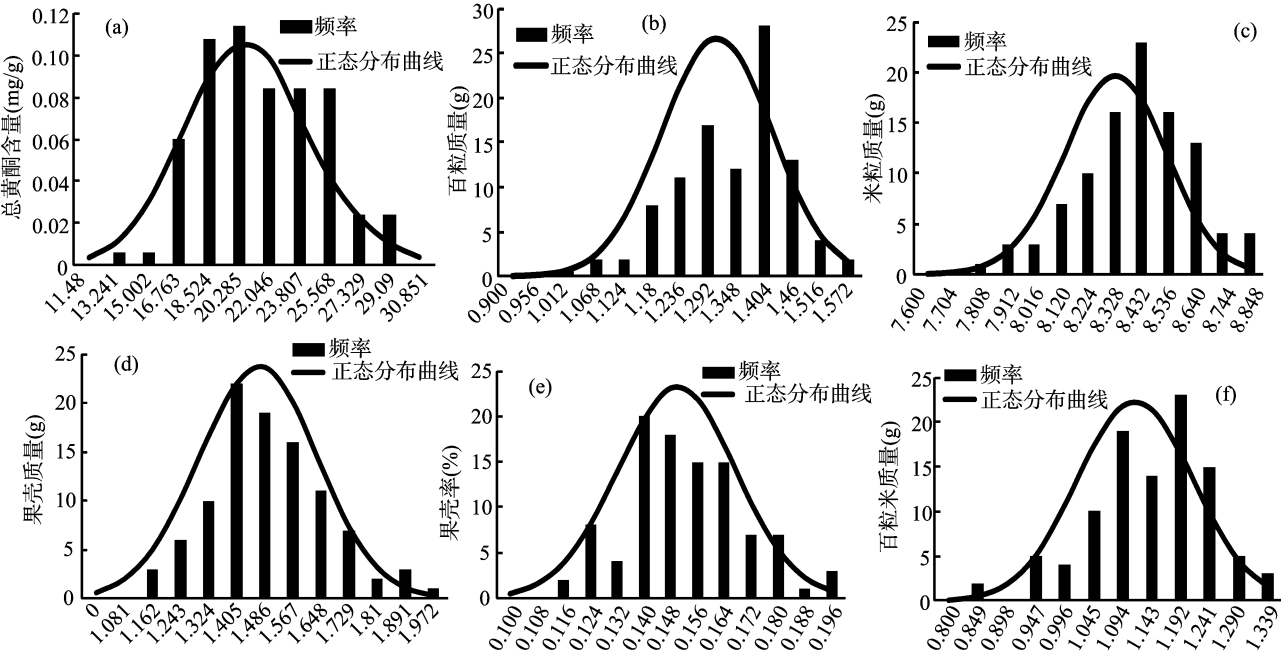 (a)
频率
正态分布曲线
总黄酮含量(mg/g)
0.12
0.10
0.08
0.06
0.04
0.02
0
11.48 13.241 15.002 16.763 18.524 20.285 22.046 23.807 25.568 27.329 29.09 30.851
(b)
频率
正态分布曲线
百粒质量(g)
30
25
20
15
10
5
0
0.900 0.956 1.012 1.068 1.124 1.18 1.236 1.292 1.348 1.404 1.46 1.516 1.572
(c)
频率
正态分布曲线
米粒质量(g)
25
20
15
10
5
0
7.600 7.704 7.808 7.912 8.016 8.120 8.224 8.328 8.432 8.536 8.640 8.744 8.848
(d)
频率
正态分布曲线
果壳质量(g)
25
20
15
10
5
0
0 1.081 1.162 1.243 1.324 1.405 1.486 1.567 1.648 1.729 1.81 1.891 1.972
(e)
频率
正态分布曲线
果壳率(%)
25
20
15
10
5
0
0.100 0.108 0.116 0.124 0.132 0.140 0.148 0.156 0.164 0.172 0.180 0.188 0.196
(f)
频率
正态分布曲线
百粒米质量(g)
25
20
15
10
5
0
0.800 0.849 0.898 0.947 0.996 1.045 1.094 1.143 1.192 1.241 1.290 1.339